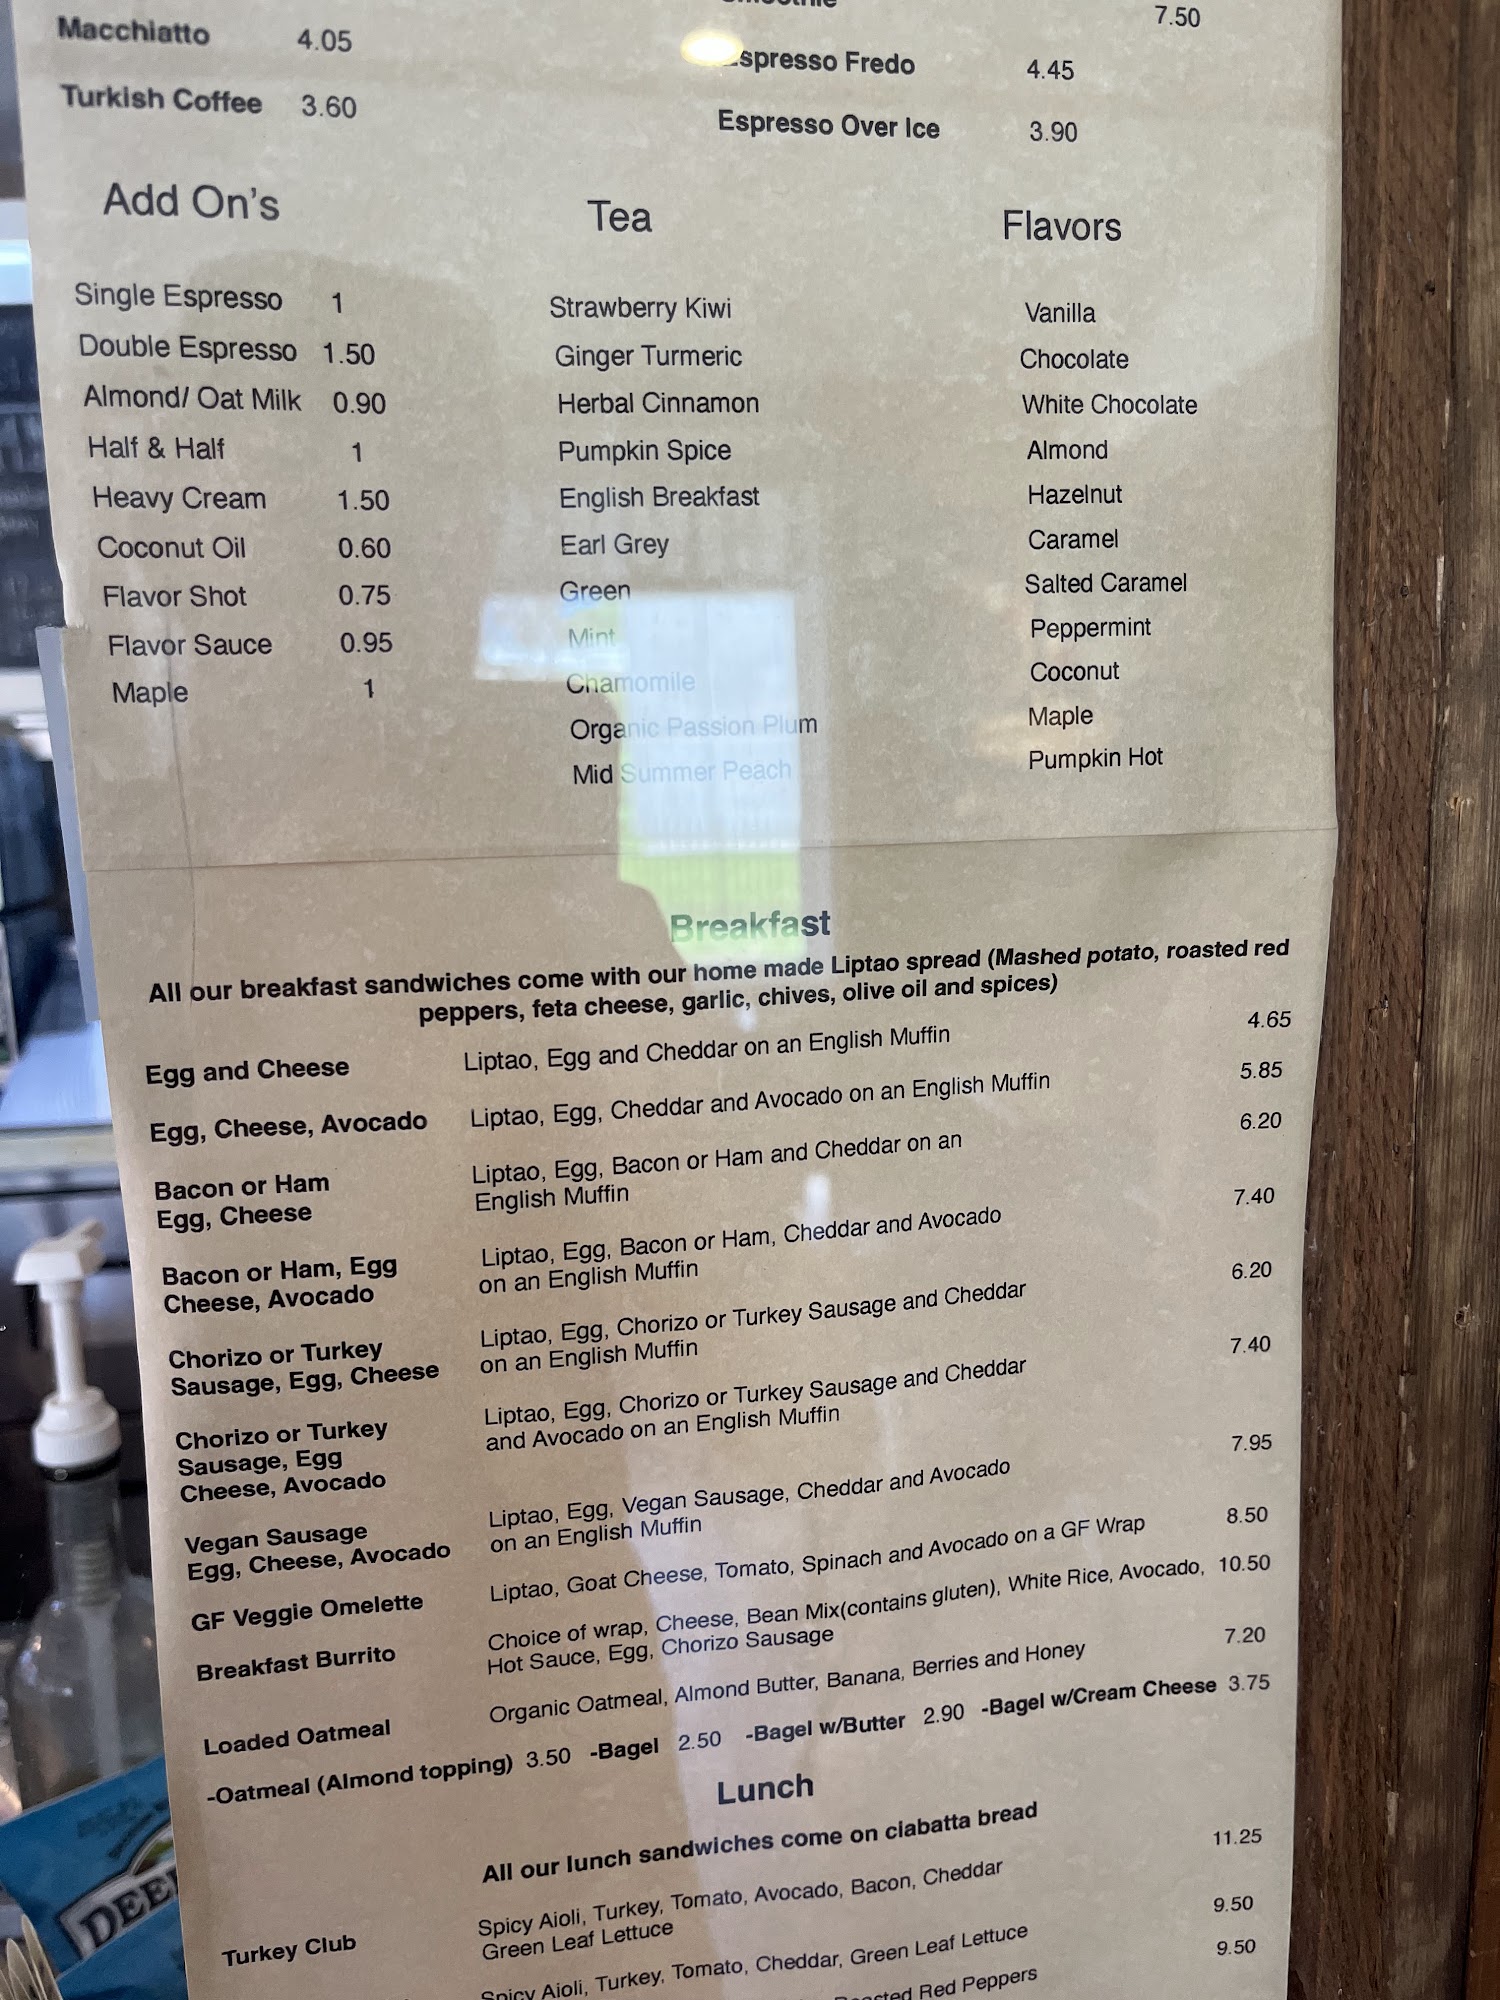 Macchiatto 4.05
Turkish Coffee 3.60
7.50
Espresso Fredo 4.45
Espresso Over Ice 3.90
Add On's
Single Espresso 1
Double Espresso 1.50
Almond/ Oat Milk 0.90
Half & Half 1
Heavy Cream 1.50
Coconut Oil 0.60
Flavor Shot 0.75
Flavor Sauce 0.95
Maple 1
Tea
Strawberry Kiwi
Ginger Turmeric
Herbal Cinnamon
Pumpkin Spice
English Breakfast
Earl Grey
Green
Mint
Chamomile
Organic Passion Plum
Mid Summer Peach
Flavors
Vanilla
Chocolate
White Chocolate
Almond
Hazelnut
Caramel
Salted Caramel
Peppermint
Coconut
Maple
Pumpkin Hot
Breakfast
All our breakfast sandwiches come with our home made Liptao spread (Mashed potato, roasted red
peppers, feta cheese, garlic, chives, olive oil and spices)
Egg and Cheese Liptao, Egg and Cheddar on an English Muffin 4.65
Egg, Cheese, Avocado Liptao, Egg, Cheddar and Avocado on an English Muffin 5.85
Bacon or Ham Liptao, Egg, Bacon or Ham and Cheddar on an 6.20
Egg, Cheese English Muffin
Bacon or Ham, Egg Liptao, Egg, Bacon or Ham, Cheddar and Avocado 7.40
Cheese, Avocado on an English Muffin
Chorizo or Turkey Liptao, Egg, Chorizo or Turkey Sausage and Cheddar 6.20
Sausage, Egg, Cheese on an English Muffin
Chorizo or Turkey Liptao, Egg, Chorizo or Turkey Sausage and Cheddar 7.40
Sausage, Egg and Avocado on an English Muffin
Cheese, Avocado
Vegan Sausage Liptao, Egg, Vegan Sausage, Cheddar and Avocado 7.95
Egg, Cheese, Avocado on an English Muffin
GF Veggie Omelette Liptao, Goat Cheese, Tomato, Spinach and Avocado on a GF Wrap 8.50
Breakfast Burrito Choice of wrap, Cheese, Bean Mix(contains gluten), White Rice, Avocado, 10.50
Hot Sauce, Egg, Chorizo Sausage
Loaded Oatmeal Organic Oatmeal, Almond Butter, Banana, Berries and Honey 7.20
-Oatmeal (Almond topping) 3.50 -Bagel 2.50 -Bagel w/Butter 2.90 -Bagel w/Cream Cheese 3.75
Lunch
All our lunch sandwiches come on ciabatta bread
Turkey Club Spicy Aioli, Turkey, Tomato, Avocado, Bacon, Cheddar 11.25
Green Leaf Lettuce
Spicy Aioli, Turkey, Tomato, Cheddar, Green Leaf Lettuce 9.50
Roasted Red Peppers 9.50